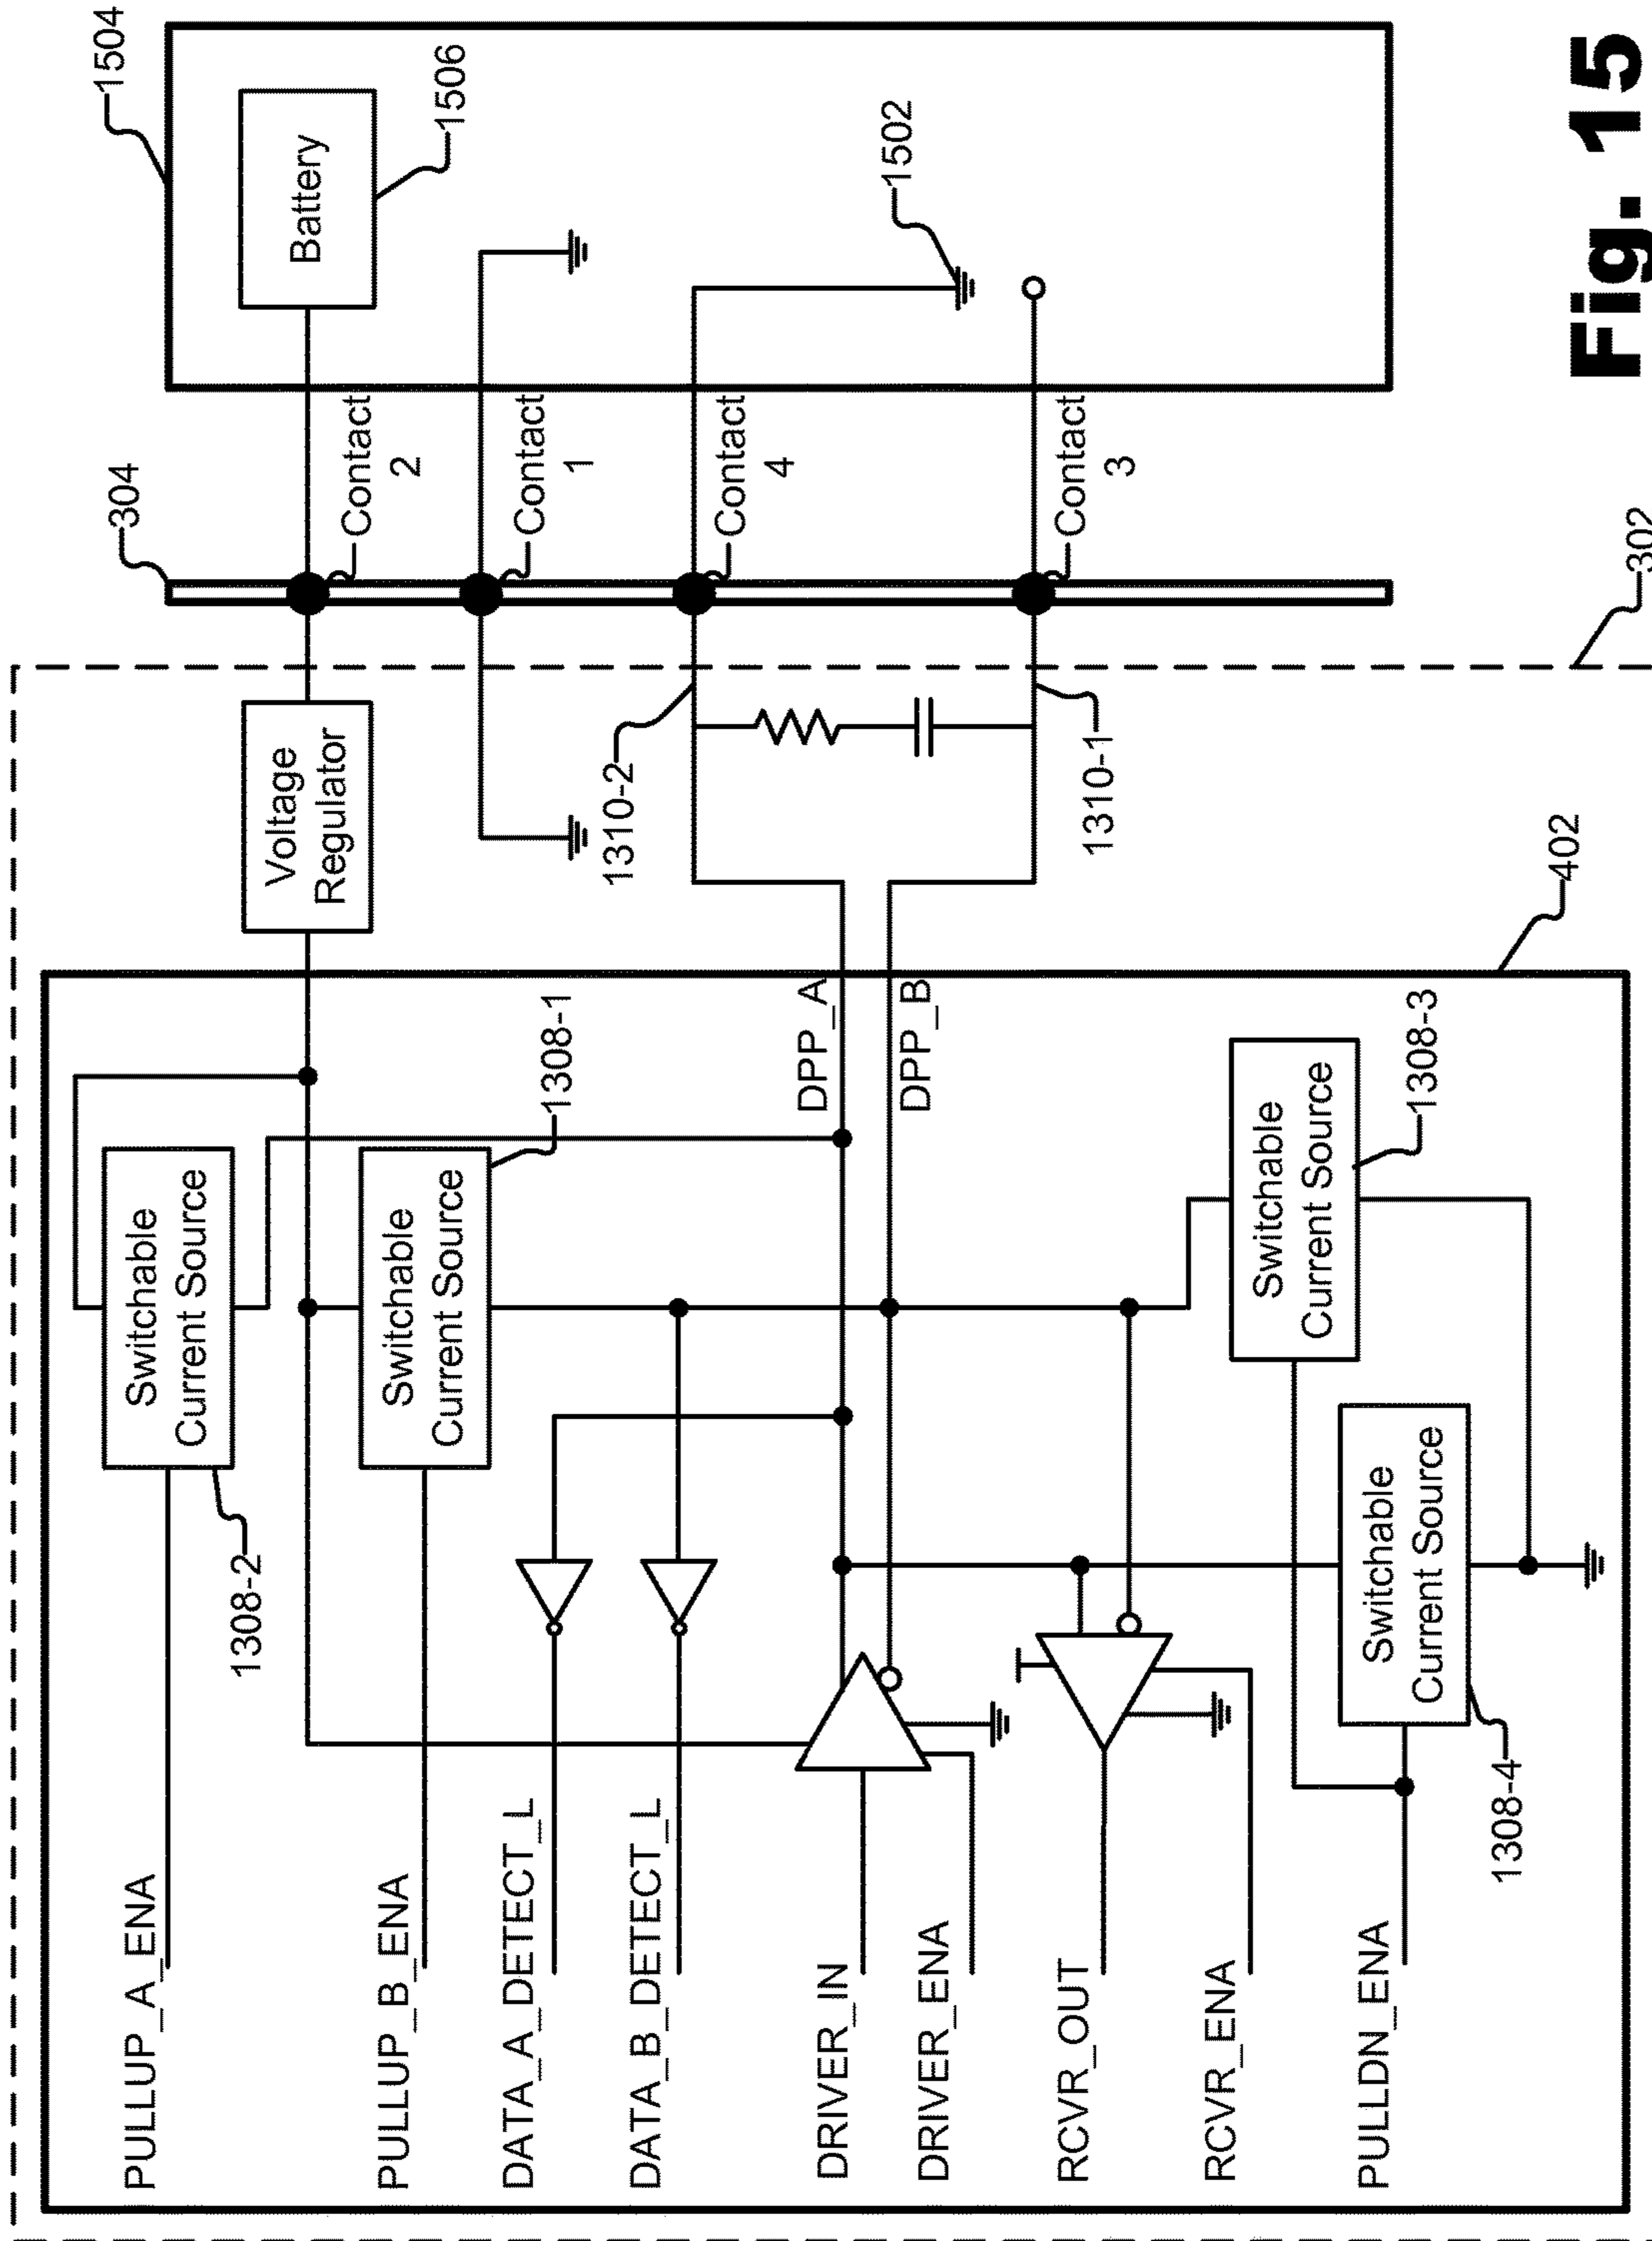 PULLUP_A_ENA
PULLUP_B_ENA
DATA_A_DETECT_L
DATA_B_DETECT_L
DRIVER_IN
DRIVER_ENA
RCVR_OUT
RCVR_ENA
PULLDN_ENA
1308-2
Switchable
Current Source
Switchable
Current Source
1308-1
Switchable
Current Source
1308-4
Switchable
Current Source
1308-3
DPP_A
DPP_B
402
Voltage
Regulator
1310-2
1310-1
302
304
Contact
2
Contact
1
Contact
4
Contact
3
1504
Battery
1506
1502
Fig. 15